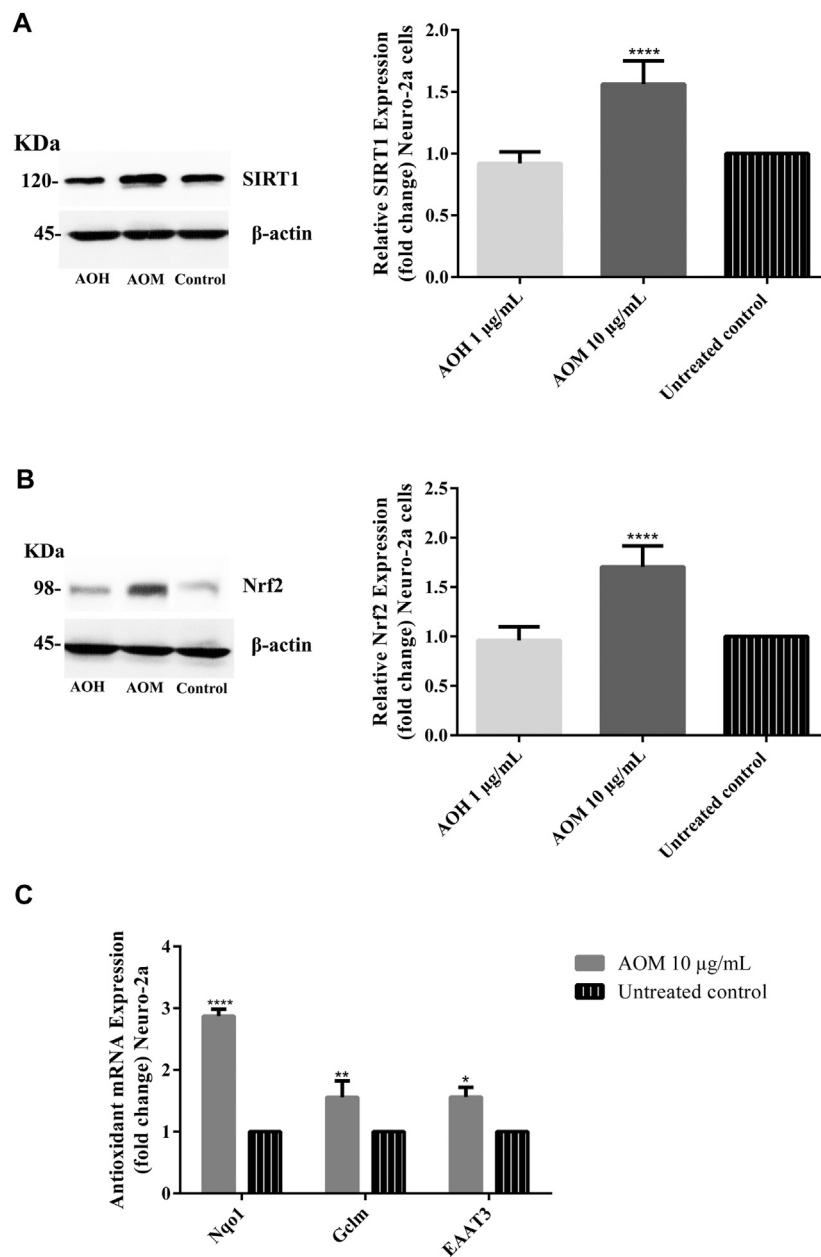 A
KDa
120-
SIRT1
45-
β-actin
AOH AOM Control
Relative SIRT1 Expression
(fold change) Neuro-2a cells
2.0
1.5
1.0
0.5
0.0
****
AOH 1 µg/mL
AOM 10 µg/mL
Untreated control
B
KDa
98-
Nrf2
45-
β-actin
AOH AOM Control
Relative Nrf2 Expression
(fold change) Neuro-2a cells
2.5
2.0
1.5
1.0
0.5
0.0
****
AOH 1 µg/mL
AOM 10 µg/mL
Untreated control
C
Antioxidant mRNA Expression
(fold change) Neuro-2a
4
3
2
1
0
****
**
*
Nqo1
Gclm
EAAT3
AOM 10 µg/mL
Untreated control